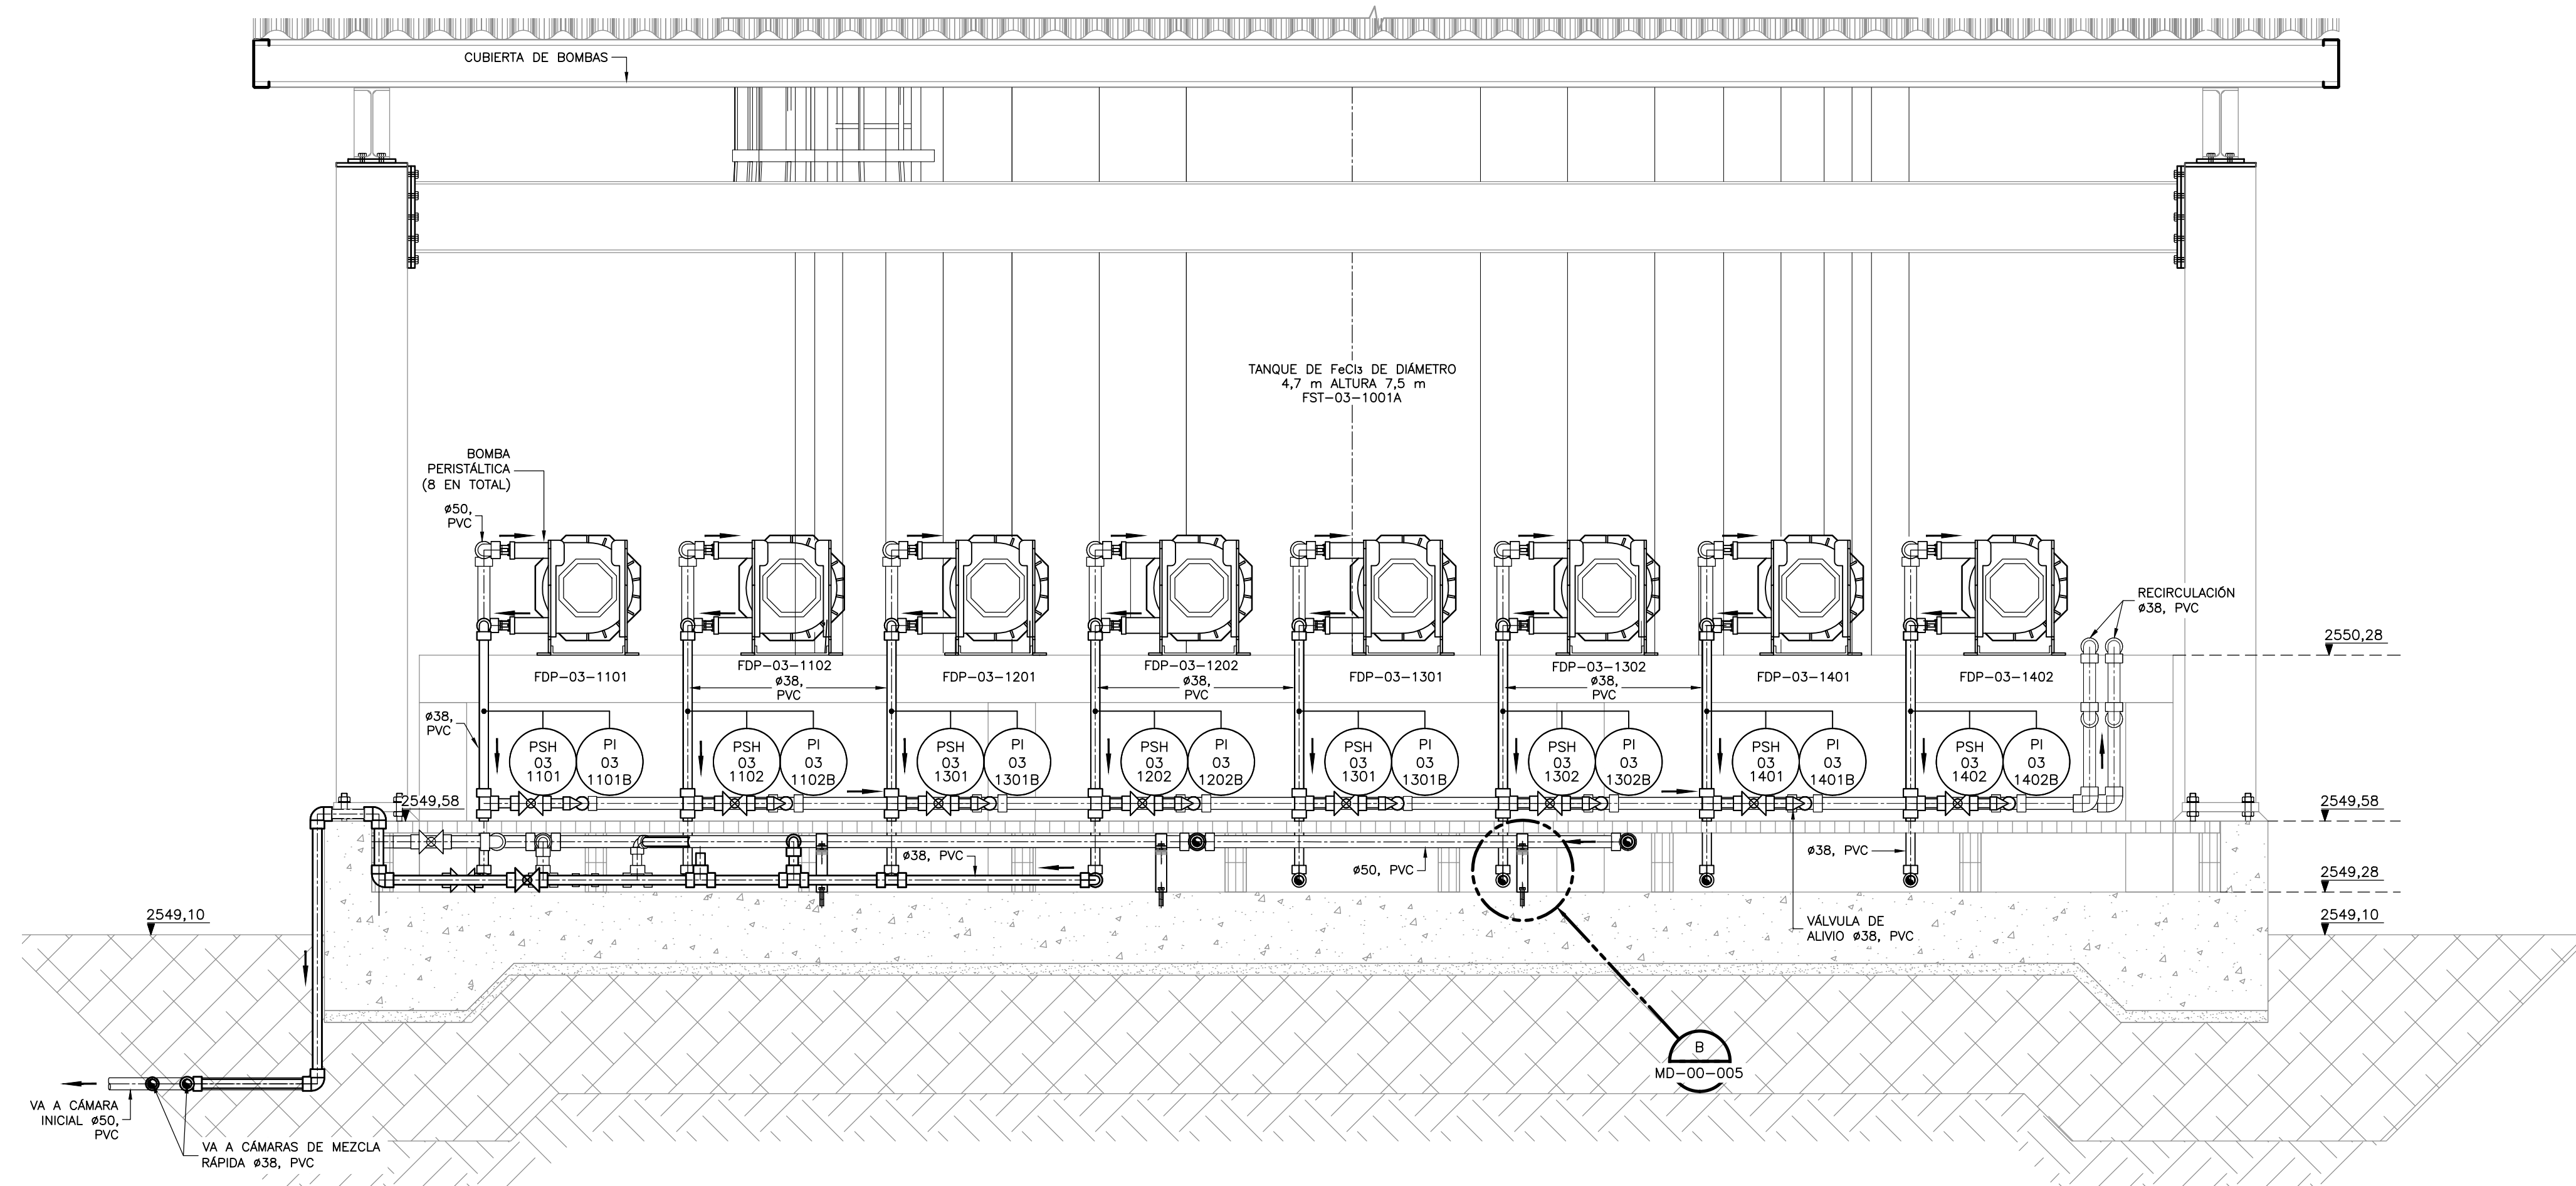 CUBIERTA DE BOMBAS
TANQUE DE FeCl₃ DE DIÁMETRO
4,7 m ALTURA 7,5 m
FST-03-1001A
BOMBA
PERISTÁLTICA
(8 EN TOTAL)
ø50,
PVC
RECIRCULACIÓN
ø38, PVC
2550,28
FDP-03-1101
FDP-03-1102
FDP-03-1201
FDP-03-1202
FDP-03-1301
FDP-03-1302
FDP-03-1401
FDP-03-1402
ø38,
PVC
ø38,
PVC
ø38,
PVC
ø38,
PVC
PSH
03
1101
PI
03
1101B
PSH
03
1102
PI
03
1102B
PSH
03
1301
PI
03
1301B
PSH
03
1202
PI
03
1202B
PSH
03
1301
PI
03
1301B
PSH
03
1302
PI
03
1302B
PSH
03
1401
PI
03
1401B
PSH
03
1402
PI
03
1402B
2549,58
2549,58
ø38, PVC
ø50, PVC
ø38, PVC
2549,28
2549,10
2549,10
VÁLVULA DE
ALIVIO ø38, PVC
B
MD-00-005
VA A CÁMARA
INICIAL ø50,
PVC
VA A CÁMARAS DE MEZCLA
RÁPIDA ø38, PVC